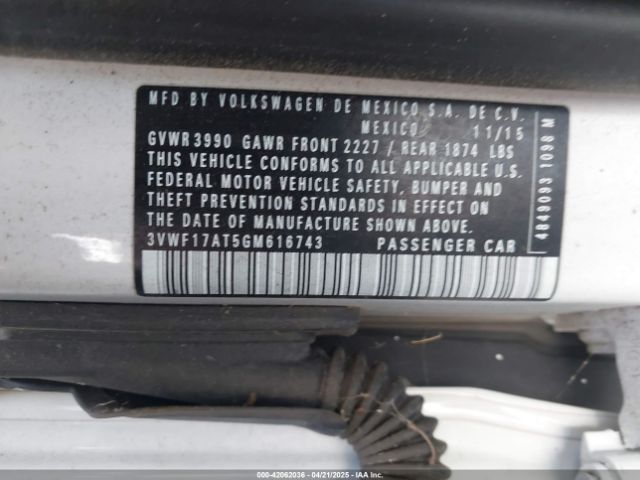 MFD BY VOLKSWAGEN DE MEXICO S.A. DE C.V.
MEXICO 11/15
GVWR 3990 GAWR FRONT 2227 / REAR 1874 LBS
THIS VEHICLE CONFORMS TO ALL APPLICABLE U.S.
FEDERAL MOTOR VEHICLE SAFETY, BUMPER AND
THEFT PREVENTION STANDARDS IN EFFECT ON
THE DATE OF MANUFACTURE SHOWN ABOVE.
3VWF17AT5GM616743 PASSENGER CAR
4849093 1098 M
000-42062036 - 04/21/2025 - IAA Inc.